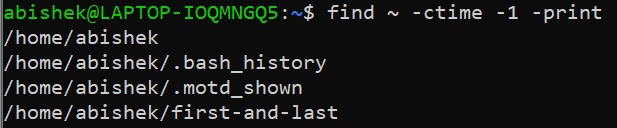 abishek@LAPTOP-IOQMNGQ5:~$ find ~ -ctime -1 -print
/home/abishek
/home/abishek/.bash_history
/home/abishek/.motd_shown
/home/abishek/first-and-last